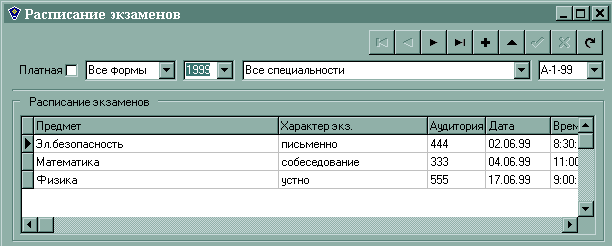 Расписание экзаменов
Платная Все формы 1999 Все специальности А-1-99
Расписание экзаменов
Предмет Характер экз. Аудитория Дата Врем
Эл.безопасность письменно 444 02.06.99 8:30:
Математика собеседование 333 04.06.99 11:00
Физика устно 555 17.06.99 9:00: